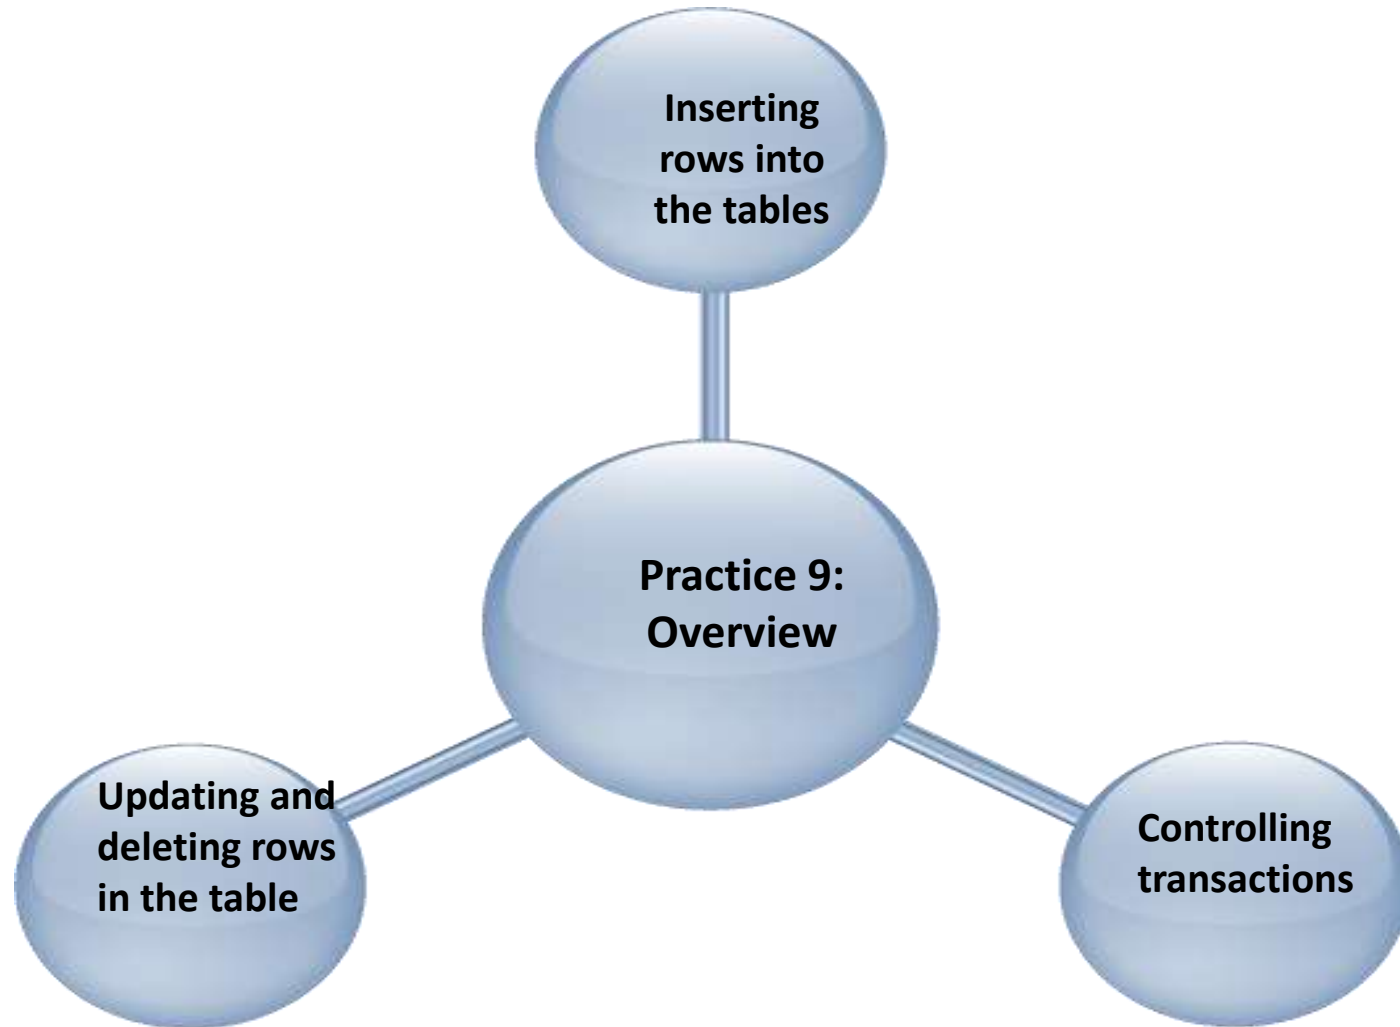 Inserting
rows into
the tables
Practice 9:
Overview
Updating and
deleting rows
in the table
Controlling
transactions